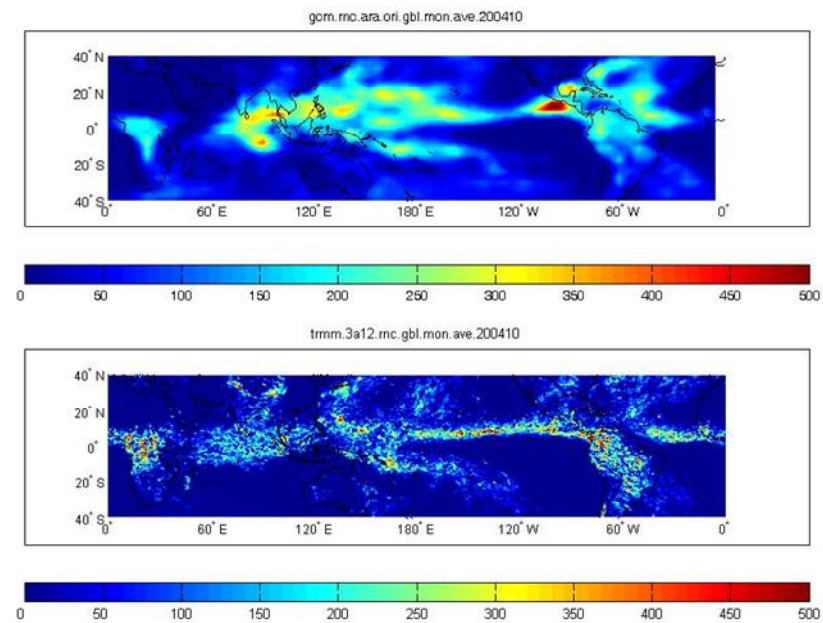 gcm.rnc.ara.ori.gbl.mon.ave.200410
40° N
20° N
0°
20° S
40° S
0° 60° E 120° E 180° W 120° W 60° W 0°
0 50 100 150 200 250 300 350 400 450 500
trmm.3a12.rnc.gbl.mon.ave.200410
40° N
20° N
0°
20° S
40° S
0° 60° E 120° E 180° W 120° W 60° W 0°
0 50 100 150 200 250 300 350 400 450 500